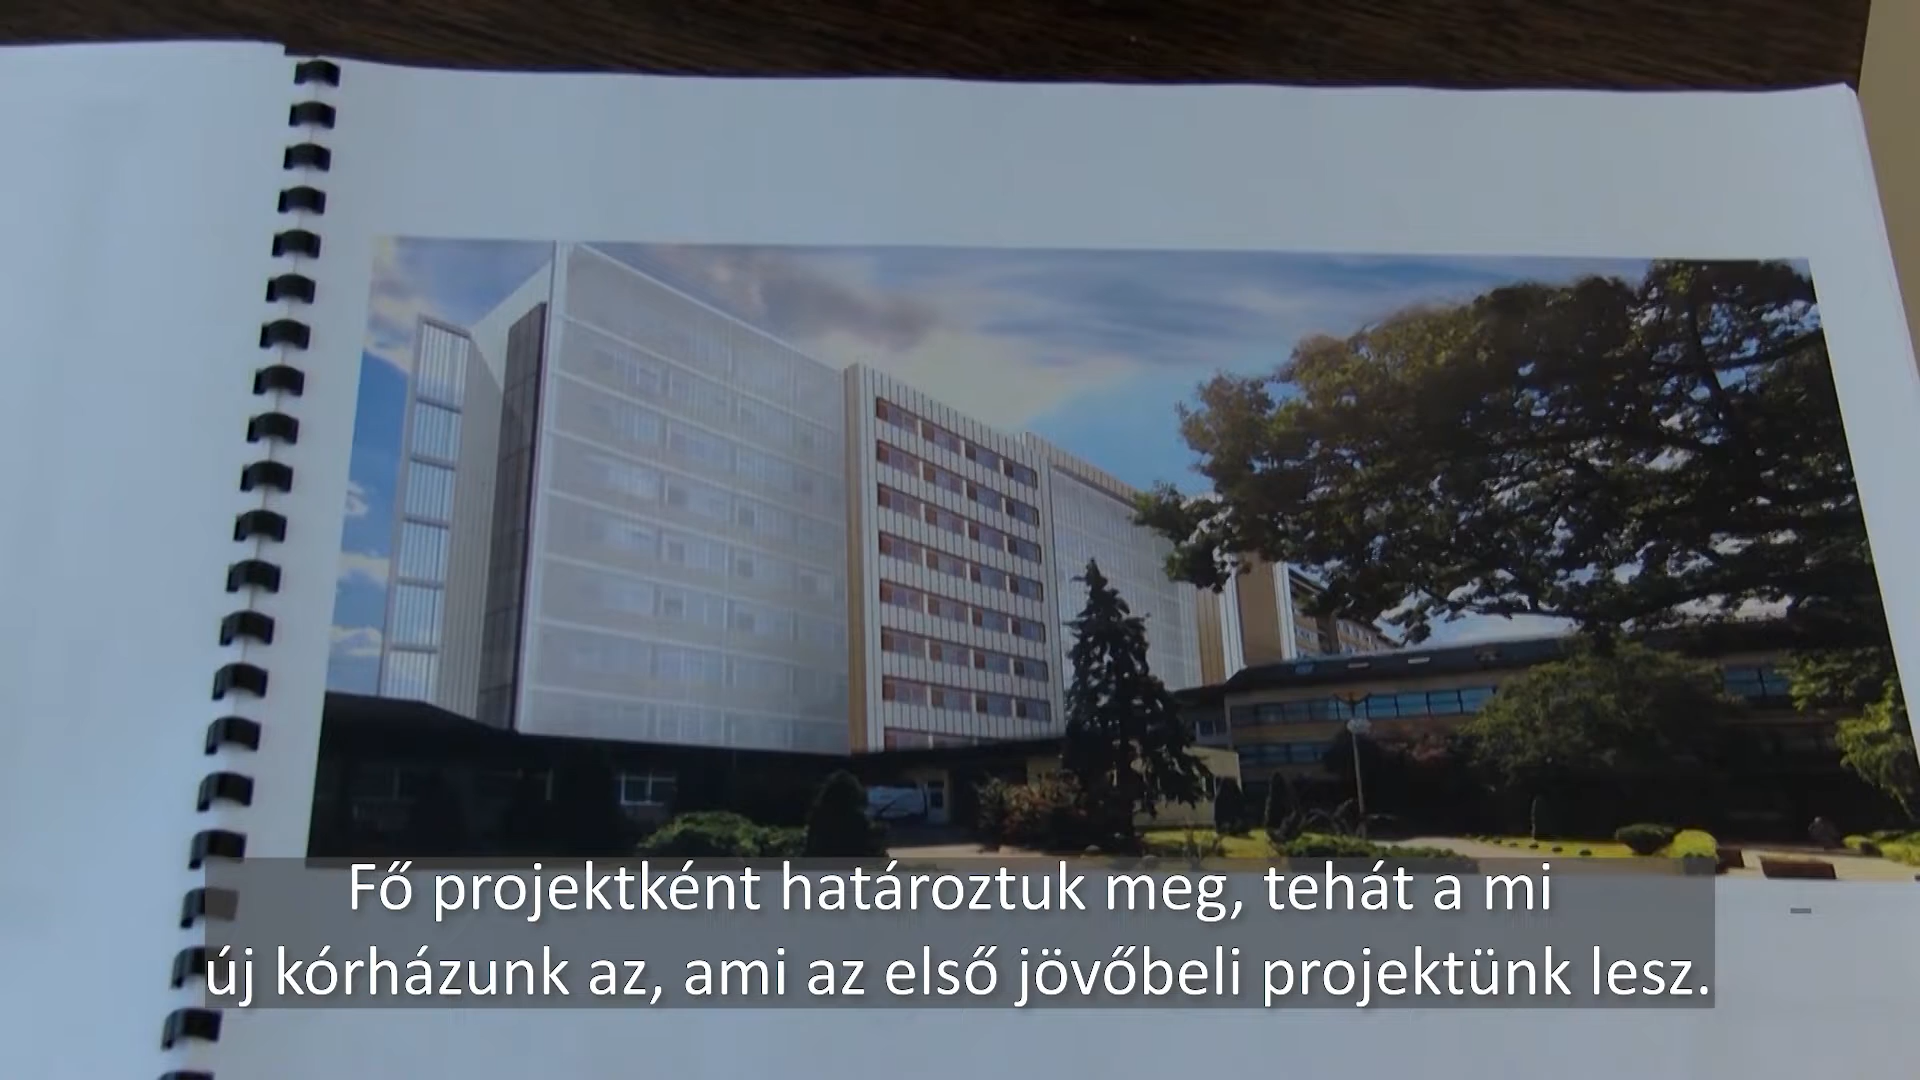 Fő projektként határoztuk meg, tehát a mi
új kórházunk az, ami az első jövőbeli projektünk lesz.